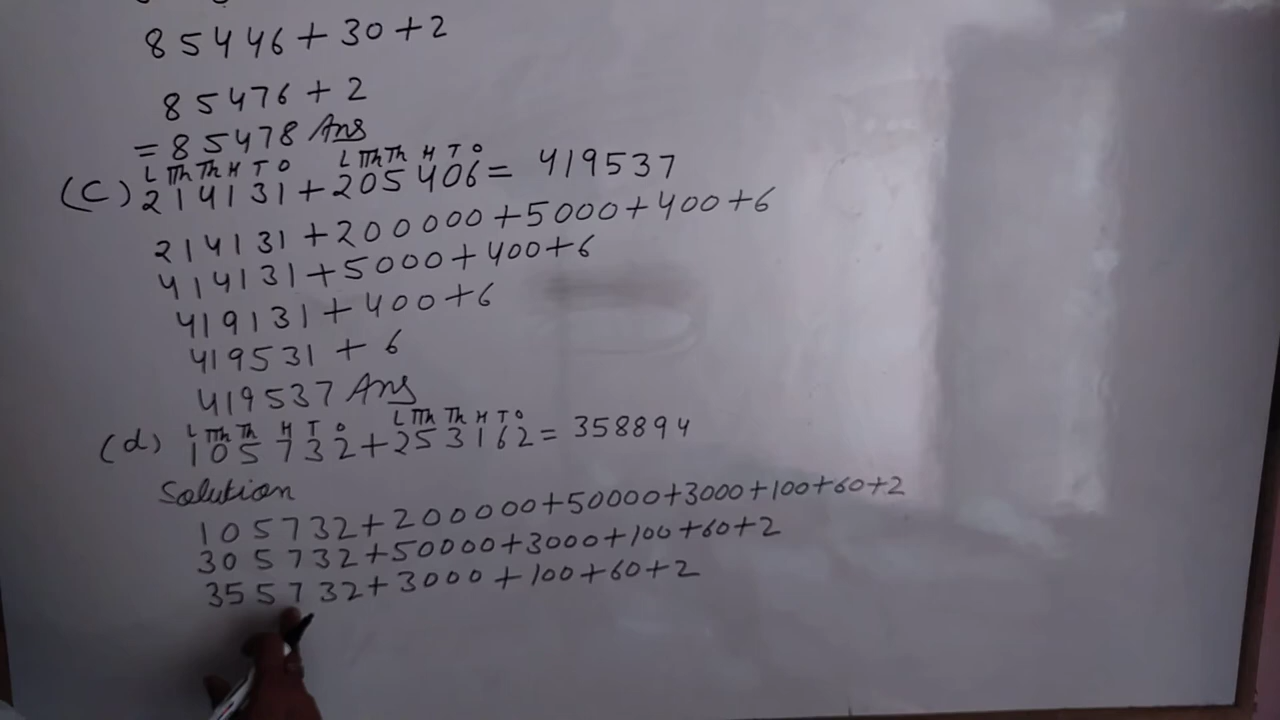 85446+30+2
85476+2
=85478 Ans
L TTh Th H T O L TTh Th H T O
(C) 214131+205406= 419537
214131+200000+5000+400+6
414131+5000+400+6
419131+400+6
419531+6
419537 Ans
L TTh Th H T O L TTh Th H T O
(d) 105732+253162=358894
Solution
105732+200000+50000+3000+100+60+2
305732+50000+3000+100+60+2
355732+3000+100+60+2